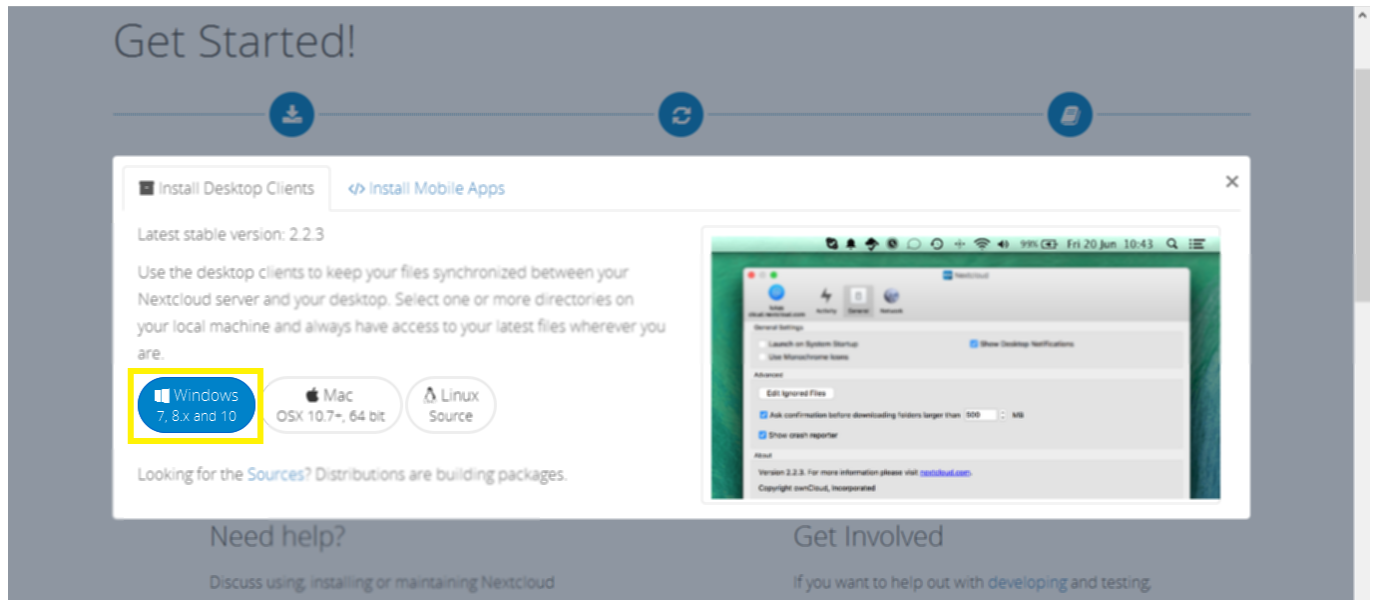 Get Started!
Install Desktop Clients
</> Install Mobile Apps
×
Latest stable version: 2.2.3
Use the desktop clients to keep your files synchronized between your
Nextcloud server and your desktop. Select one or more directories on
your local machine and always have access to your latest files wherever you
are.
Windows
7, 8.x and 10
Mac
OSX 10.7+, 64 bit
Linux
Source
Looking for the Sources? Distributions are building packages.
99% Fri 20 Jun 10:43
Nextcloud
cloud.nextcloud.com
Activity
General
Network
General Settings
Launch on System Startup
Show Desktop Notifications
Use Monochrome Icons
Advanced
Edit Ignored Files
Ask confirmation before downloading folders larger than 500 MB
Show crash reporter
About
Version 2.2.3. For more information please visit nextcloud.com.
Copyright ownCloud, Incorporated
Need help?
Discuss using, installing or maintaining Nextcloud
Get Involved
If you want to help out with developing and testing,